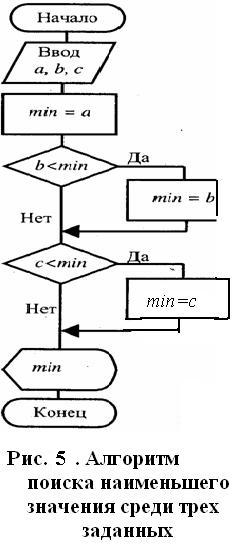 Начало
Ввод
a, b, c
min = a
b<min
Да
min = b
Нет
c<min
Да
min=c
Нет
min
Конец
Рис. 5 . Алгоритм
поиска наименьшего
значения среди трех
заданных